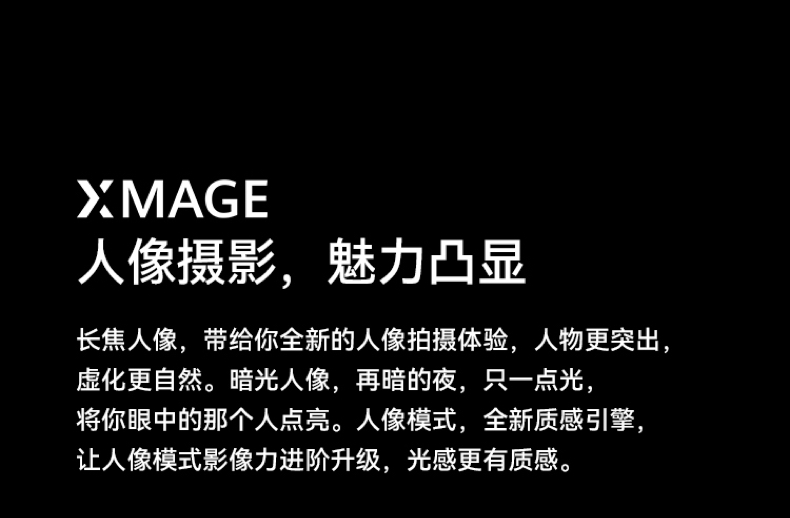 XMAGE
人像摄影，魅力凸显
长焦人像，带给你全新的人像拍摄体验，人物更突出，
虚化更自然。暗光人像，再暗的夜，只一点光，
将你眼中的那个人点亮。人像模式，全新质感引擎，
让人像模式影像力进阶升级，光感更有质感。